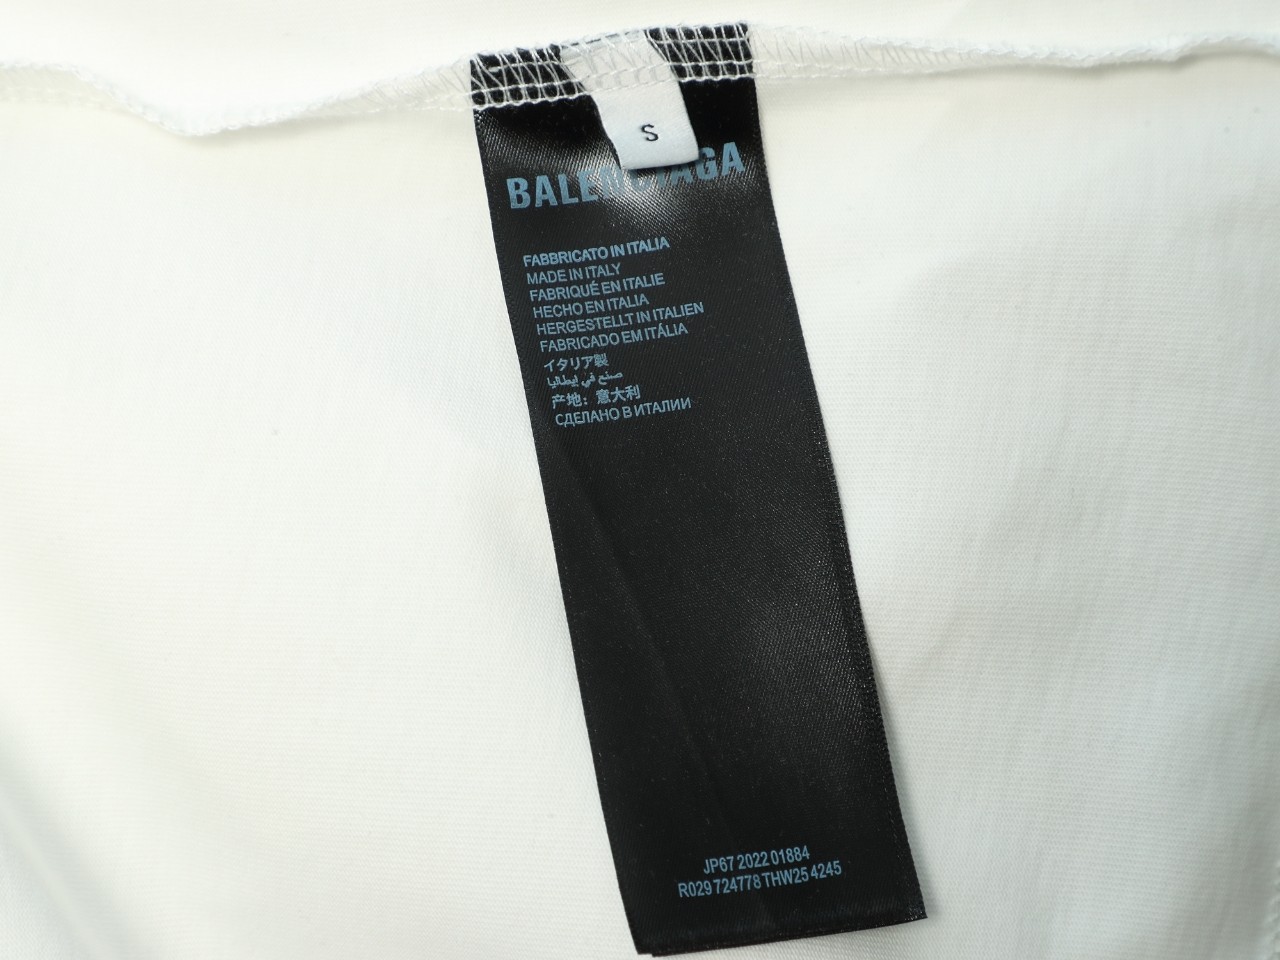 S
BALENCIAGA
FABBRICATO IN ITALIA
MADE IN ITALY
FABRIQUÉ EN ITALIE
HECHO EN ITALIA
HERGESTELLT IN ITALIEN
FABRICADO EM ITÁLIA
イタリア製
صنع في إيطاليا
产地：意大利
СДЕЛАНО В ИТАЛИИ
JP67 2022 01884
R029 724778 THW25 4245